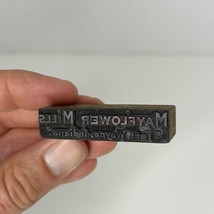 MAYFLOWER MILLS
Fort Wayne, Indiana.